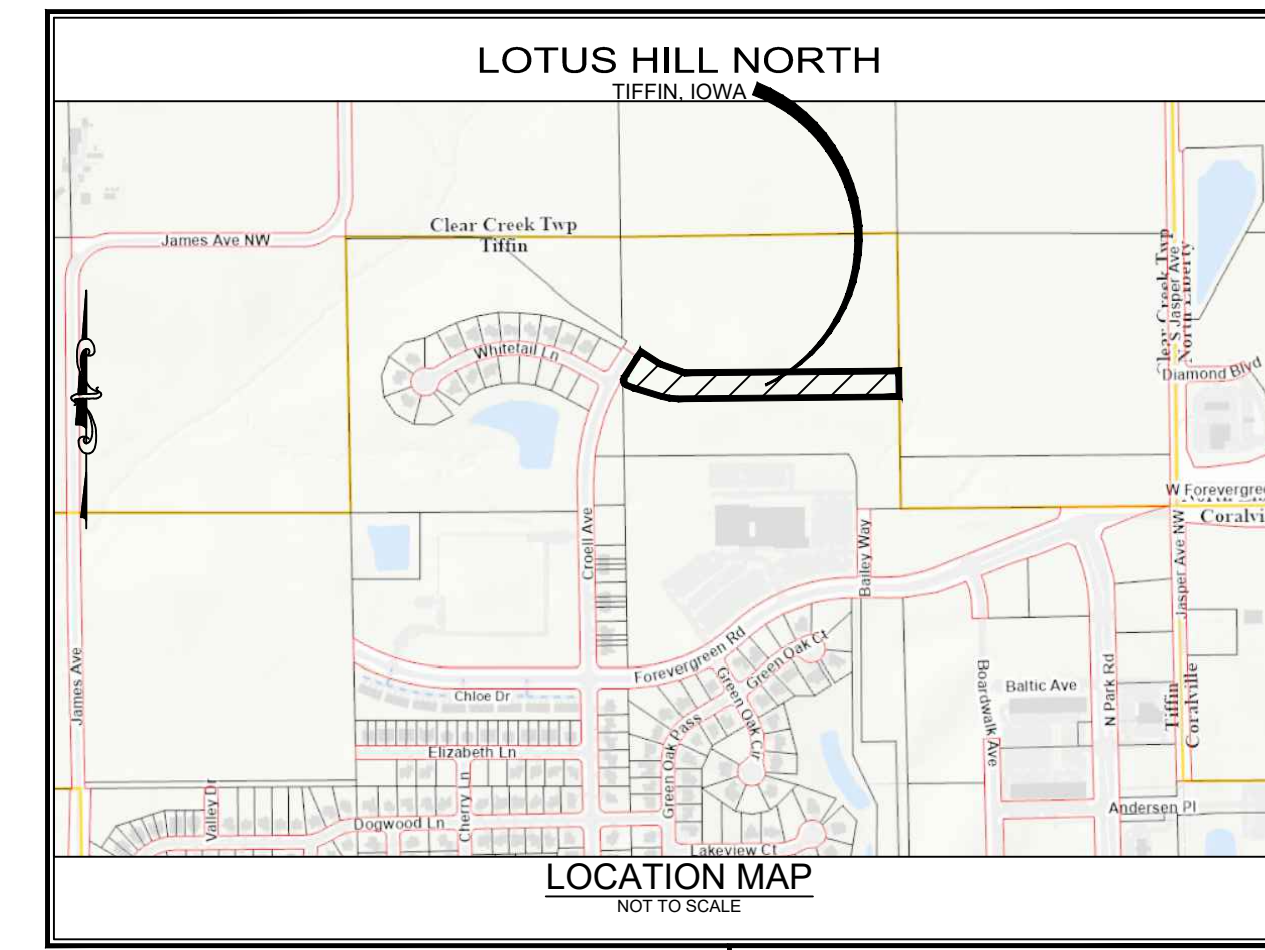 LOTUS HILL NORTH
TIFFIN, IOWA
Clear Creek Twp
Tiffin
James Ave NW
Clear Creek Twp
S Jasper Ave
North Liberty
Whitetail Ln
Diamond Blvd
W Forevergre
Coralvi
Croell Ave
Bailey Way
Jasper Ave NW
James Ave
Forevergreen Rd
Green Oak Ct
Chloe Dr
Green Oak Pass
Green Oak Cir
Boardwalk Ave
Baltic Ave
N Park Rd
Tiffin
Coralville
Elizabeth Ln
Cherry Ln
Valley Dr
Dogwood Ln
Andersen Pl
Lakeview Ct
LOCATION MAP
NOT TO SCALE